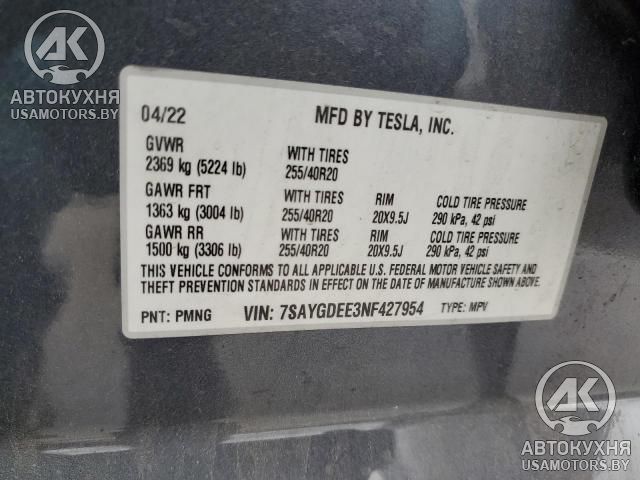 АК
АВТОКУХНЯ
USAMOTORS.BY
04/22 MFD BY TESLA, INC.
GVWR WITH TIRES
2369 kg (5224 lb) 255/40R20
GAWR FRT WITH TIRES RIM COLD TIRE PRESSURE
1363 kg (3004 lb) 255/40R20 20X9.5J 290 kPa, 42 psi
GAWR RR WITH TIRES RIM COLD TIRE PRESSURE
1500 kg (3306 lb) 255/40R20 20X9.5J 290 kPa, 42 psi
THIS VEHICLE CONFORMS TO ALL APPLICABLE U.S. FEDERAL MOTOR VEHICLE SAFETY AND
THEFT PREVENTION STANDARDS IN EFFECT ON THE DATE OF MANUFACTURE SHOWN ABOVE.
PNT: PMNG VIN: 7SAYGDEE3NF427954 TYPE: MPV
АК
АВТОКУХНЯ
USAMOTORS.BY